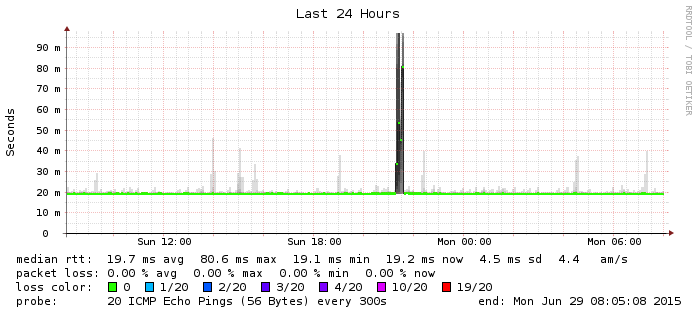 Last 24 Hours
RRDTOOL / TOBI OETIKER
Seconds
90 m
80 m
70 m
60 m
50 m
40 m
30 m
20 m
10 m
0
Sun 12:00 Sun 18:00 Mon 00:00 Mon 06:00
median rtt: 19.7 ms avg 80.6 ms max 19.1 ms min 19.2 ms now 4.5 ms sd 4.4 am/s
packet loss: 0.00 % avg 0.00 % max 0.00 % min 0.00 % now
loss color: 0 1/20 2/20 3/20 4/20 10/20 19/20
probe: 20 ICMP Echo Pings (56 Bytes) every 300s end: Mon Jun 29 08:05:08 2015